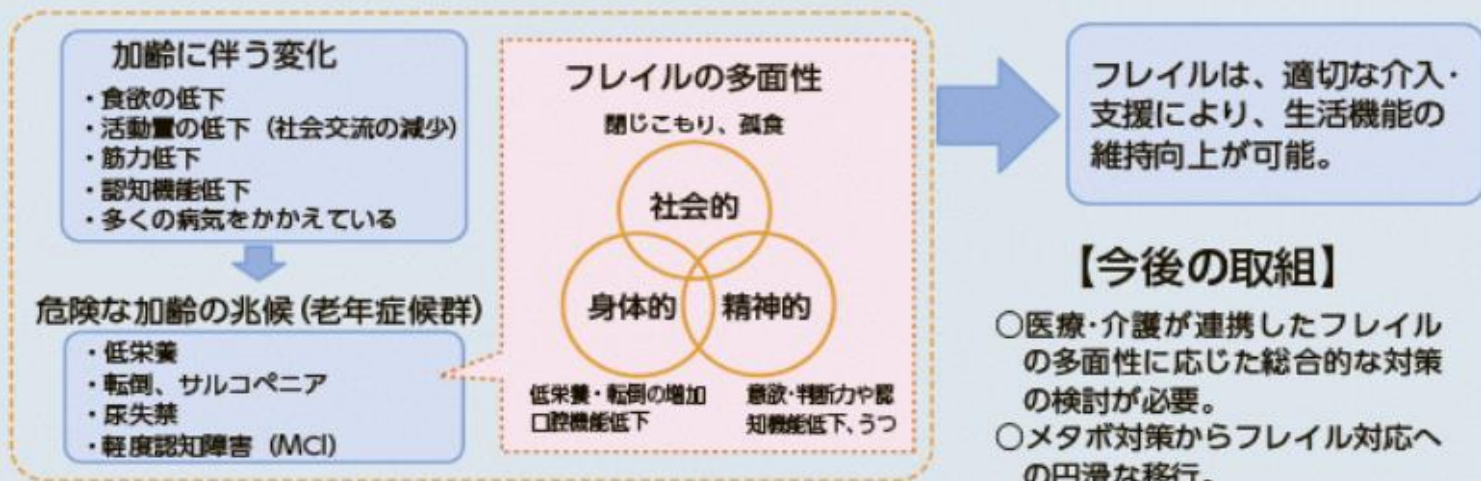 加齢に伴う変化
・食欲の低下
・活動量の低下（社会交流の減少）
・筋力低下
・認知機能低下
・多くの病気をかかえている
危険な加齢の兆候（老年症候群）
・低栄養
・転倒、サルコペニア
・尿失禁
・軽度認知障害（MCI）
フレイルの多面性
閉じこもり、孤食
社会的
身体的
精神的
低栄養・転倒の増加
口腔機能低下
意欲・判断力や認
知機能低下、うつ
フレイルは、適切な介入・
支援により、生活機能の
維持向上が可能。
【今後の取組】
○医療・介護が連携したフレイル
の多面性に応じた総合的な対策
の検討が必要。
○メタボ対策からフレイル対応へ
の円滑な移行。